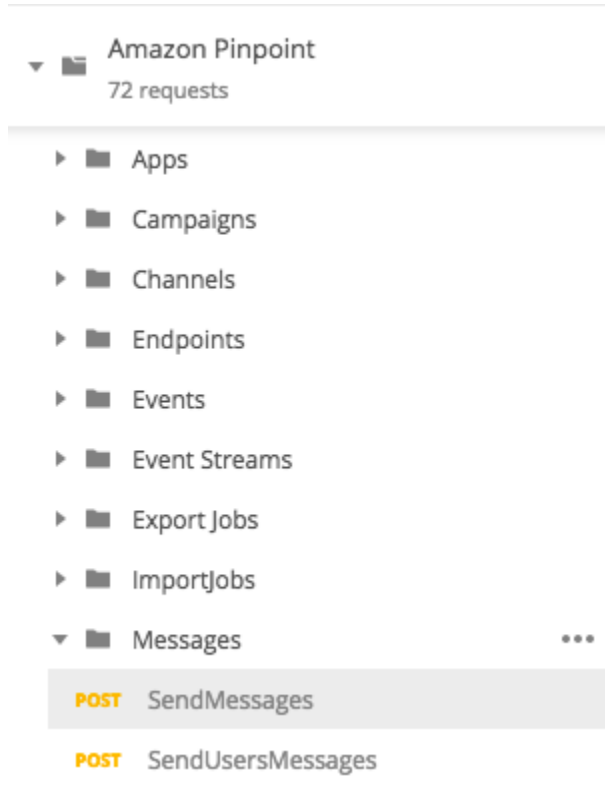 Amazon Pinpoint
72 requests
Apps
Campaigns
Channels
Endpoints
Events
Event Streams
Export Jobs
ImportJobs
Messages
POST SendMessages
POST SendUsersMessages